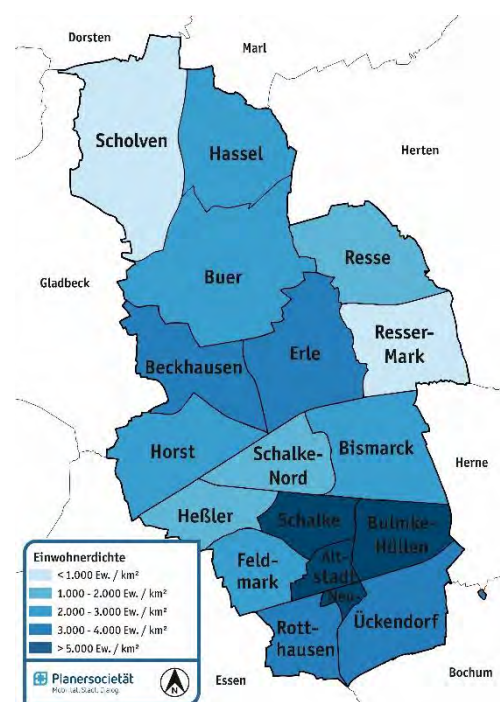 Dorsten
Marl
Scholven
Hassel
Herten
Resse
Buer
Gladbeck
Resser-
Mark
Erle
Beckhausen
Bismarck
Horst
Schalke-
Nord
Herne
Heßler
Schalke
Bulmke-
Hüllen
Feld-
mark
Alt-
stadt
Neu-
Ückendorf
Rott-
hausen
Essen
Bochum
Einwohnerdichte
< 1.000 Ew. / km²
1.000 - 2.000 Ew. / km²
2.000 - 3.000 Ew. / km²
3.000 - 4.000 Ew. / km²
> 5.000 Ew. / km²
Planersocietät
Mobilität. Stadt. Dialog.
N